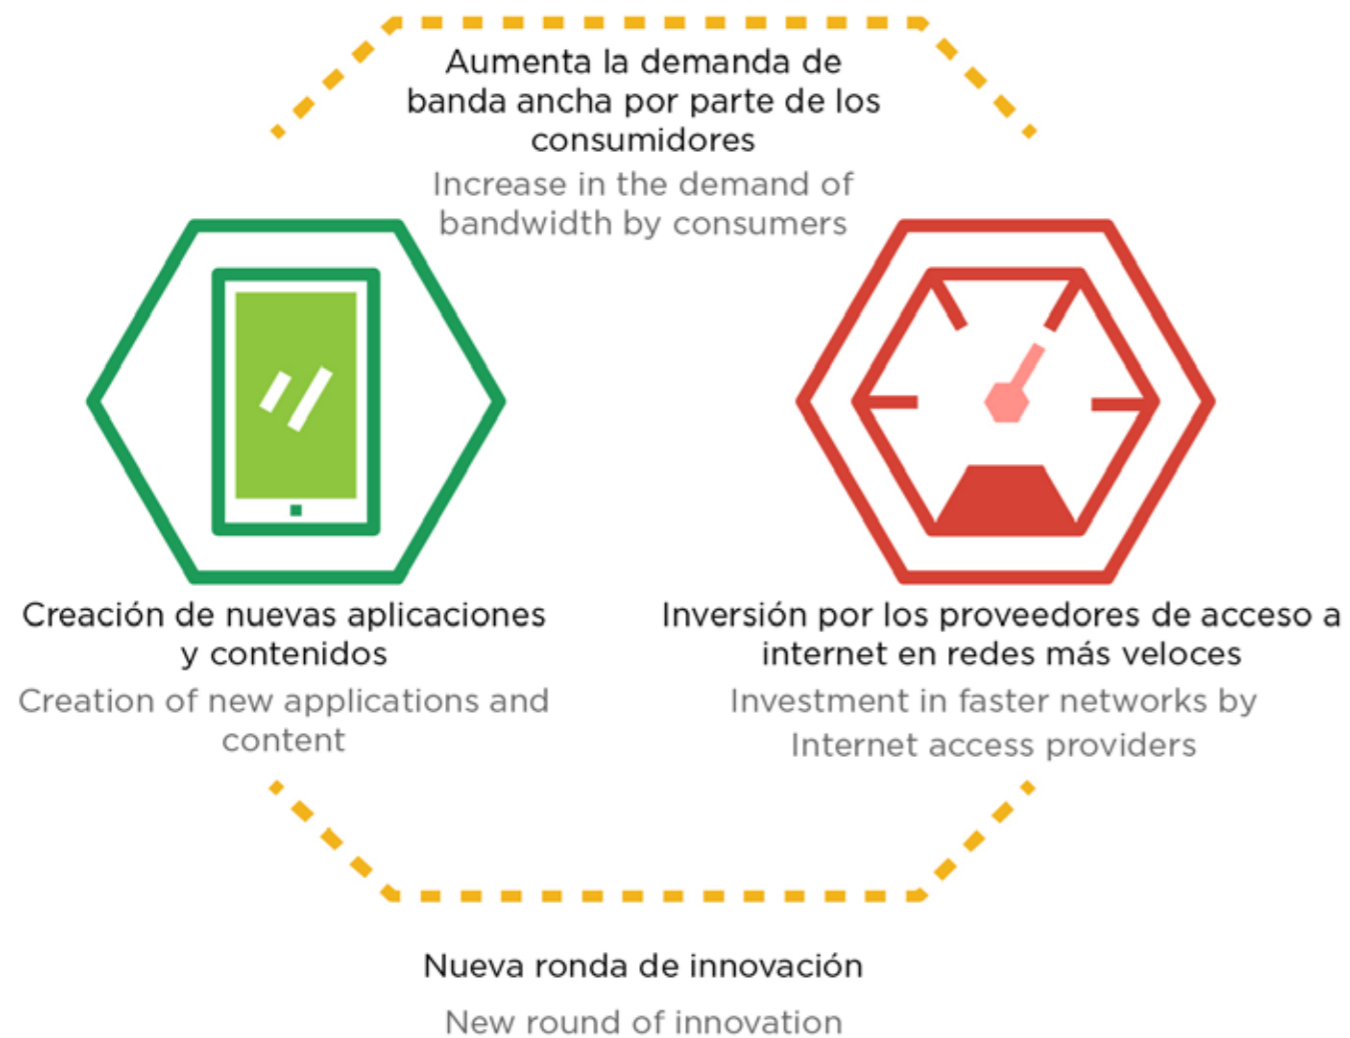 Aumenta la demanda de
banda ancha por parte de los
consumidores
Increase in the demand of
bandwidth by consumers
Creación de nuevas aplicaciones
y contenidos
Creation of new applications and
content
Inversión por los proveedores de acceso a
internet en redes más veloces
Investment in faster networks by
Internet access providers
Nueva ronda de innovación
New round of innovation